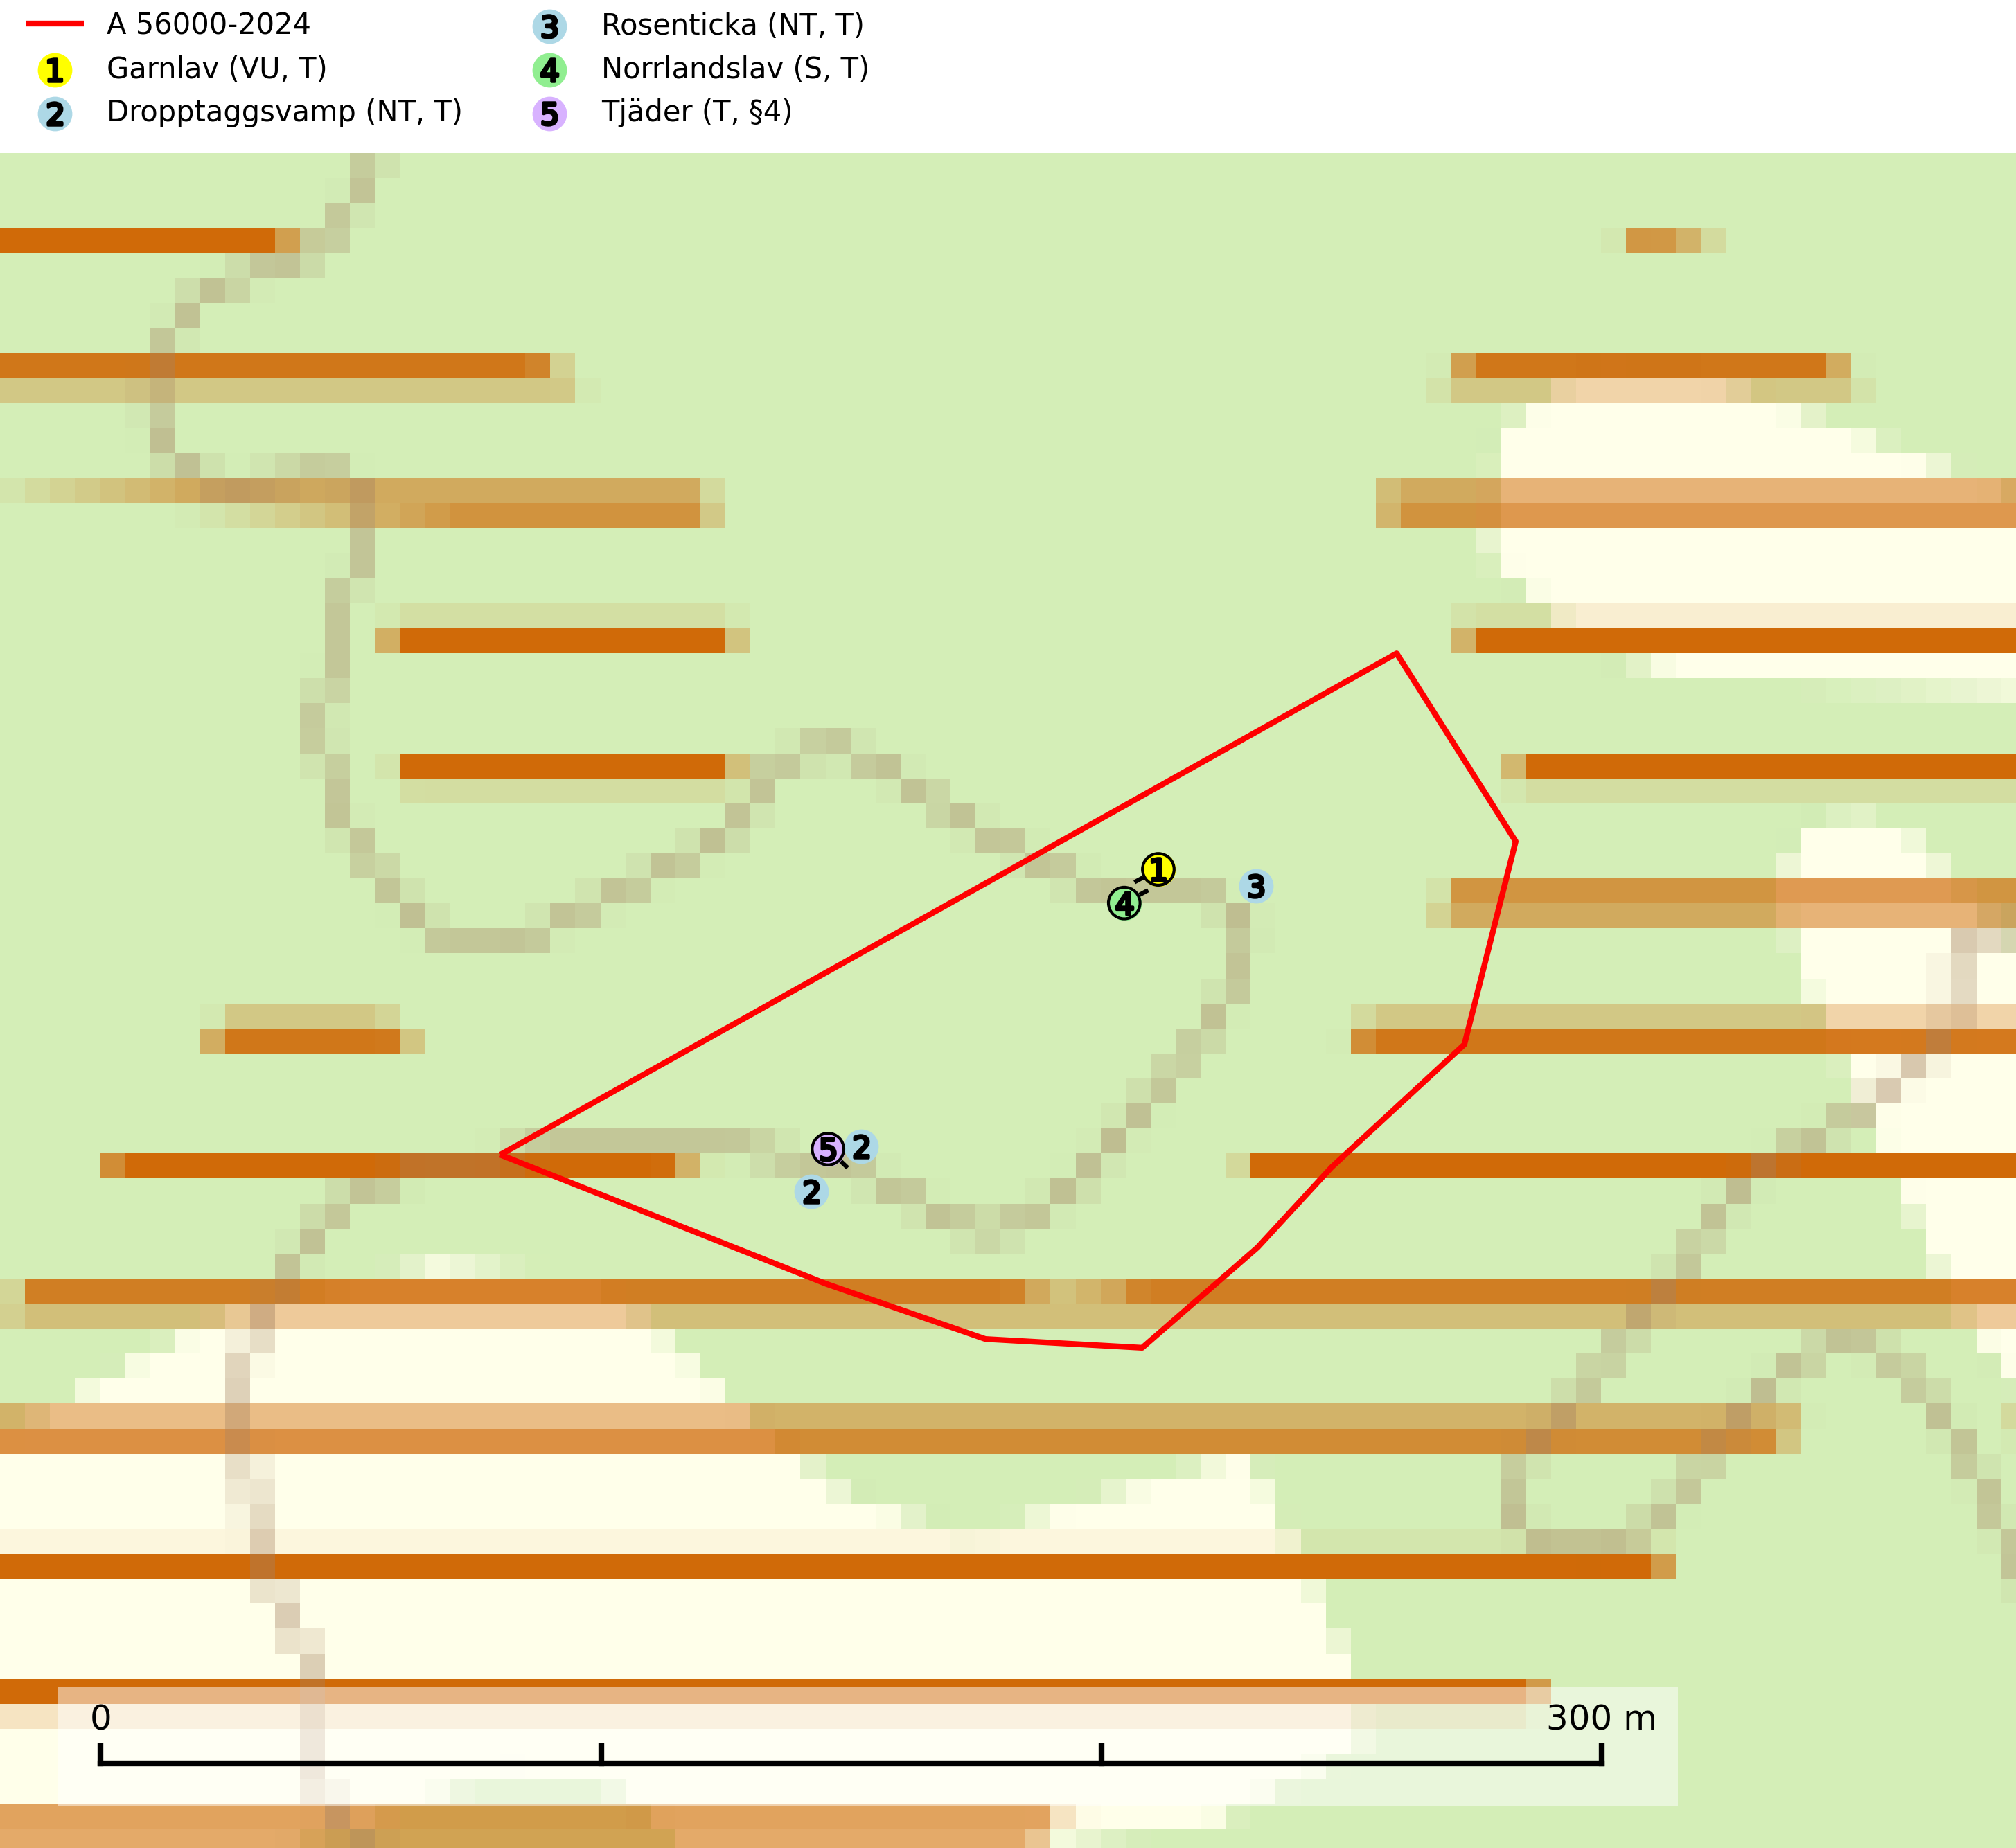 A 56000-2024
1 Garnlav (VU, T)
2 Dropptaggsvamp (NT, T)
3 Rosenticka (NT, T)
4 Norrlandslav (S, T)
5 Tjäder (T, §4)
1
3
4
5 2
2
0 300 m